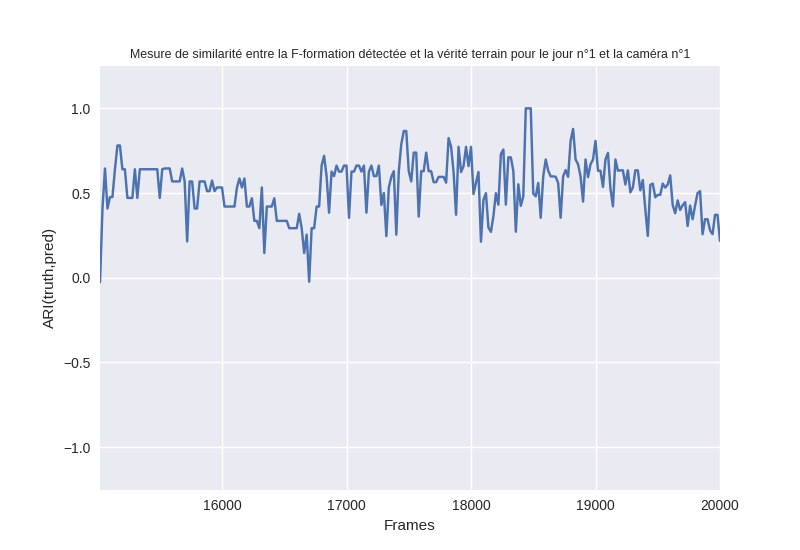 Mesure de similarité entre la F-formation détectée et la vérité terrain pour le jour n°1 et la caméra n°1
1.0
0.5
0.0
−0.5
−1.0
ARI(truth,pred)
16000 17000 18000 19000 20000
Frames